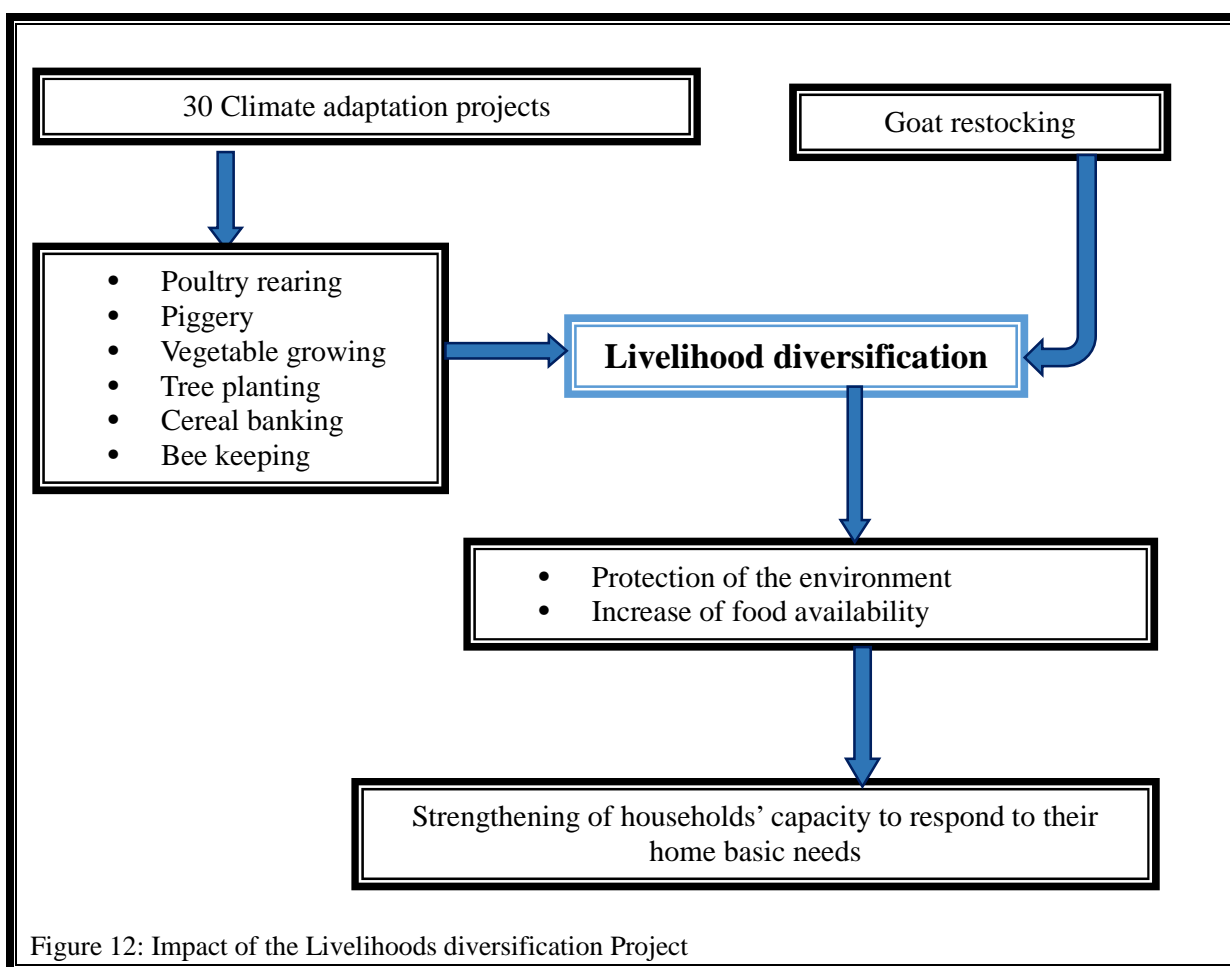 30 Climate adaptation projects
Goat restocking
• Poultry rearing
• Piggery
• Vegetable growing
• Tree planting
• Cereal banking
• Bee keeping
Livelihood diversification
• Protection of the environment
• Increase of food availability
Strengthening of households’ capacity to respond to their
home basic needs
Figure 12: Impact of the Livelihoods diversification Project